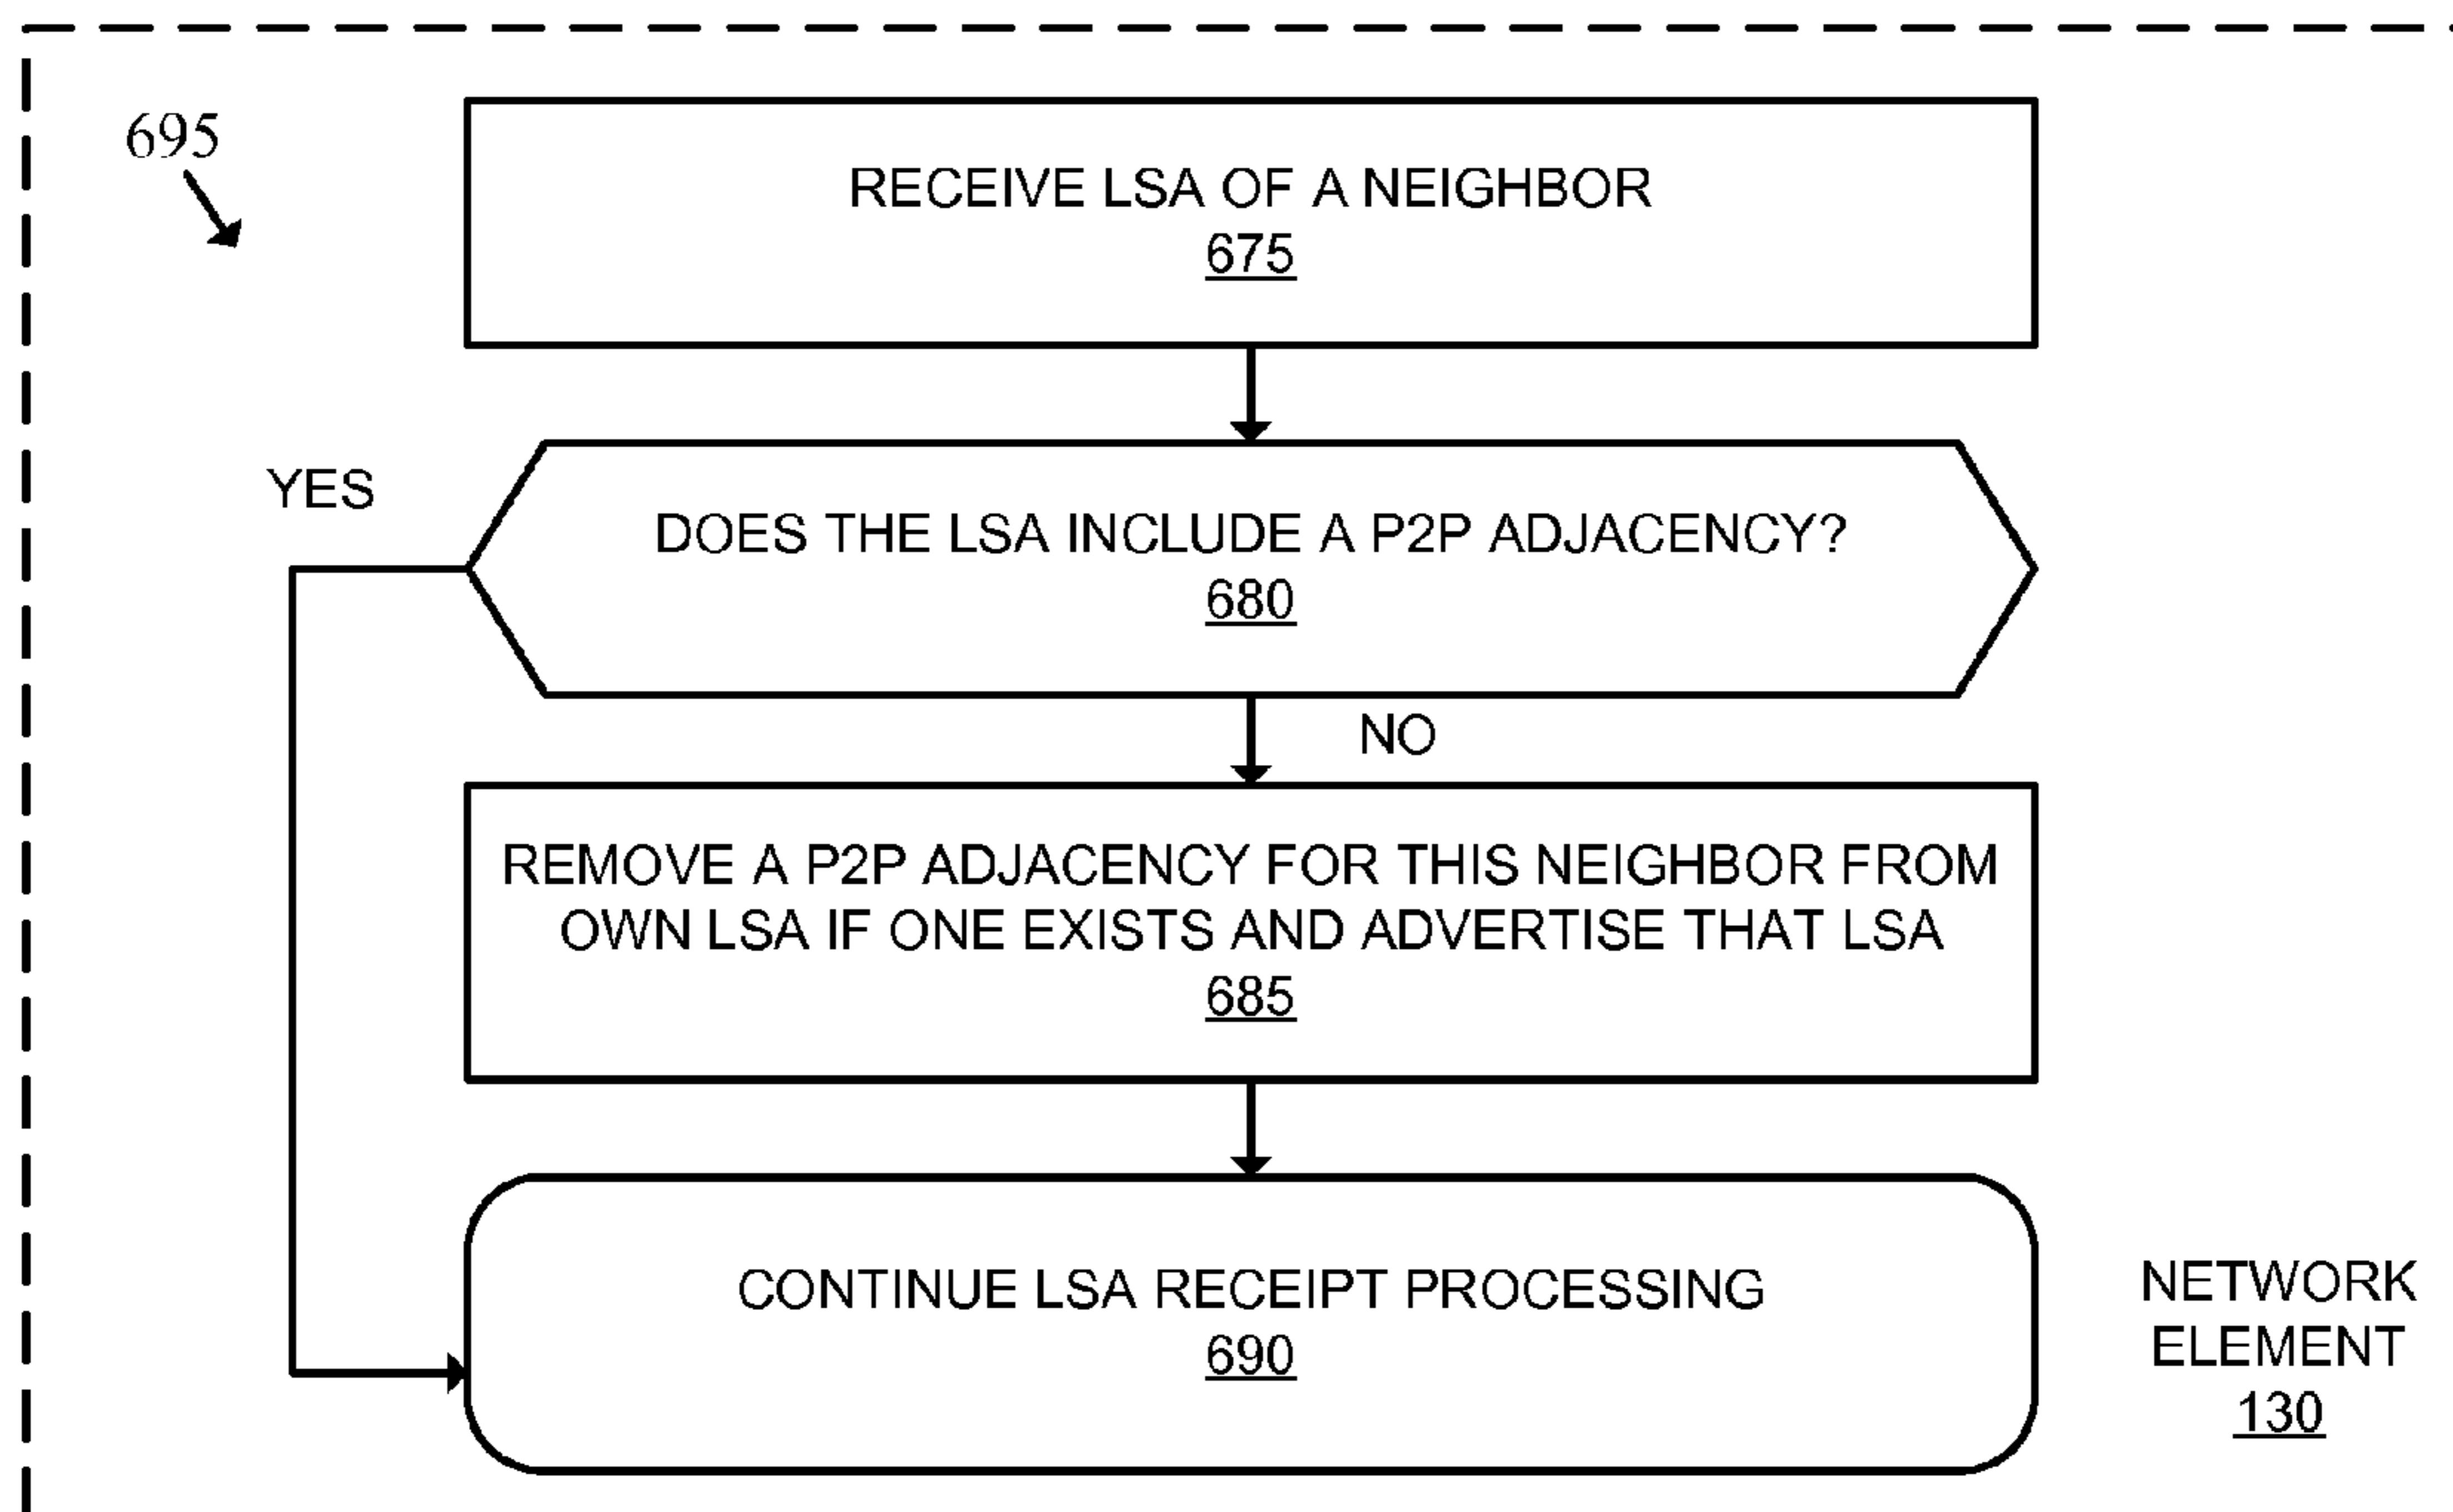 695
RECEIVE LSA OF A NEIGHBOR
675
YES
DOES THE LSA INCLUDE A P2P ADJACENCY?
680
NO
REMOVE A P2P ADJACENCY FOR THIS NEIGHBOR FROM
OWN LSA IF ONE EXISTS AND ADVERTISE THAT LSA
685
CONTINUE LSA RECEIPT PROCESSING
690
NETWORK
ELEMENT
130